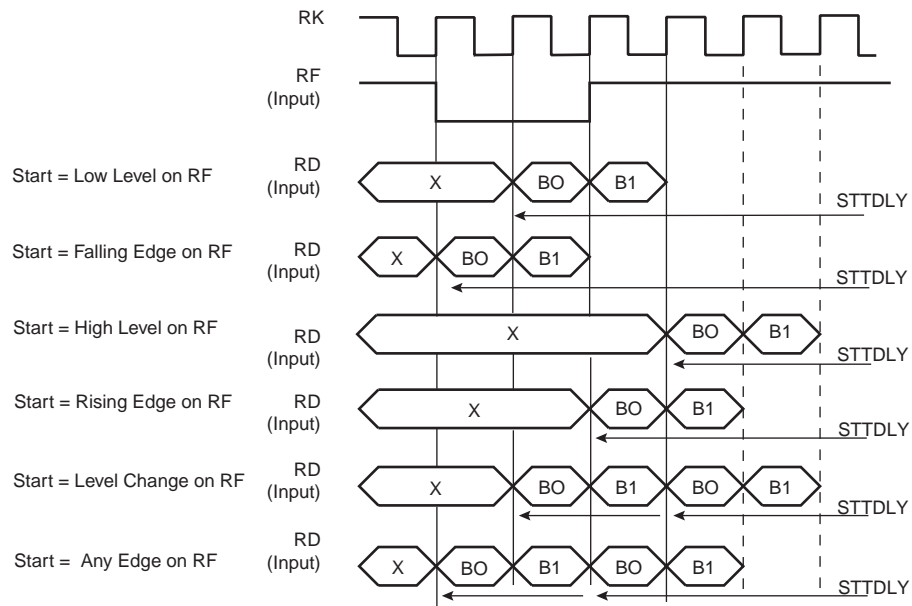 RK
RF
(Input)
Start = Low Level on RF
RD
(Input)
X
BO
B1
STTDLY
Start = Falling Edge on RF
RD
(Input)
X
BO
B1
STTDLY
Start = High Level on RF
RD
(Input)
X
BO
B1
STTDLY
Start = Rising Edge on RF
RD
(Input)
X
BO
B1
STTDLY
Start = Level Change on RF
RD
(Input)
X
BO
B1
BO
B1
STTDLY
Start = Any Edge on RF
RD
(Input)
X
BO
B1
BO
B1
STTDLY